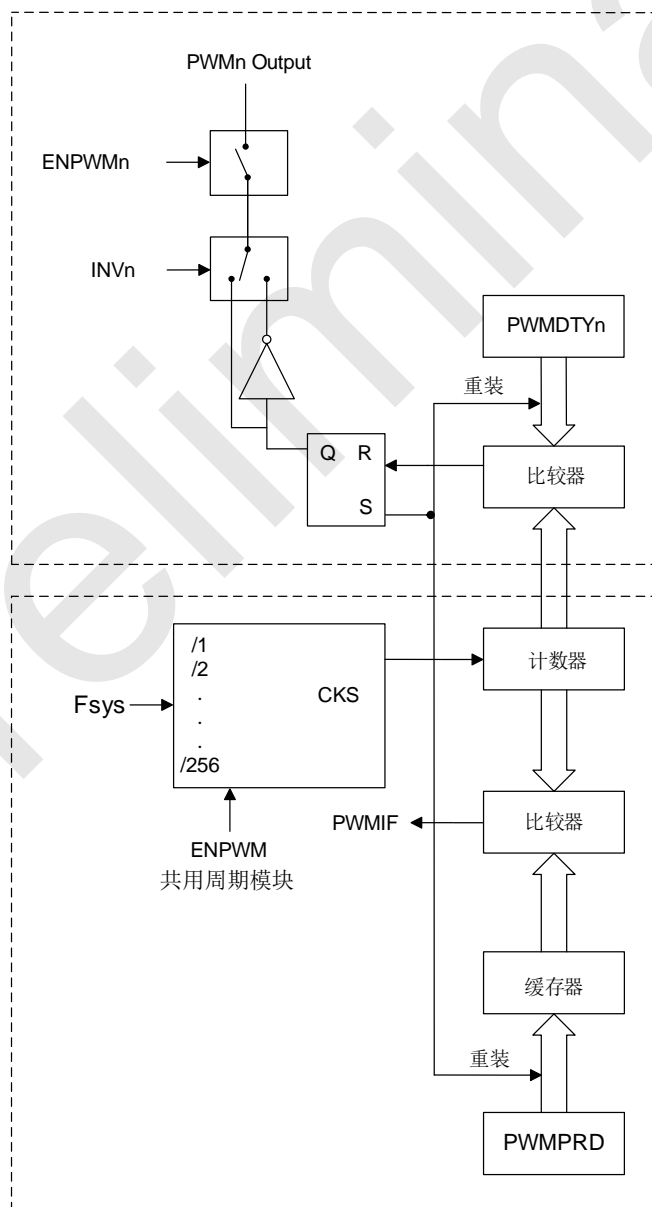 PWMn Output
ENPWMn
INVn
PWMDTYn
重装
Q R
S
比较器
/1
/2
.
.
.
/256
CKS
Fsys
计数器
ENPWM
共用周期模块
PWMIF
比较器
缓存器
重装
PWMPRD
elimina